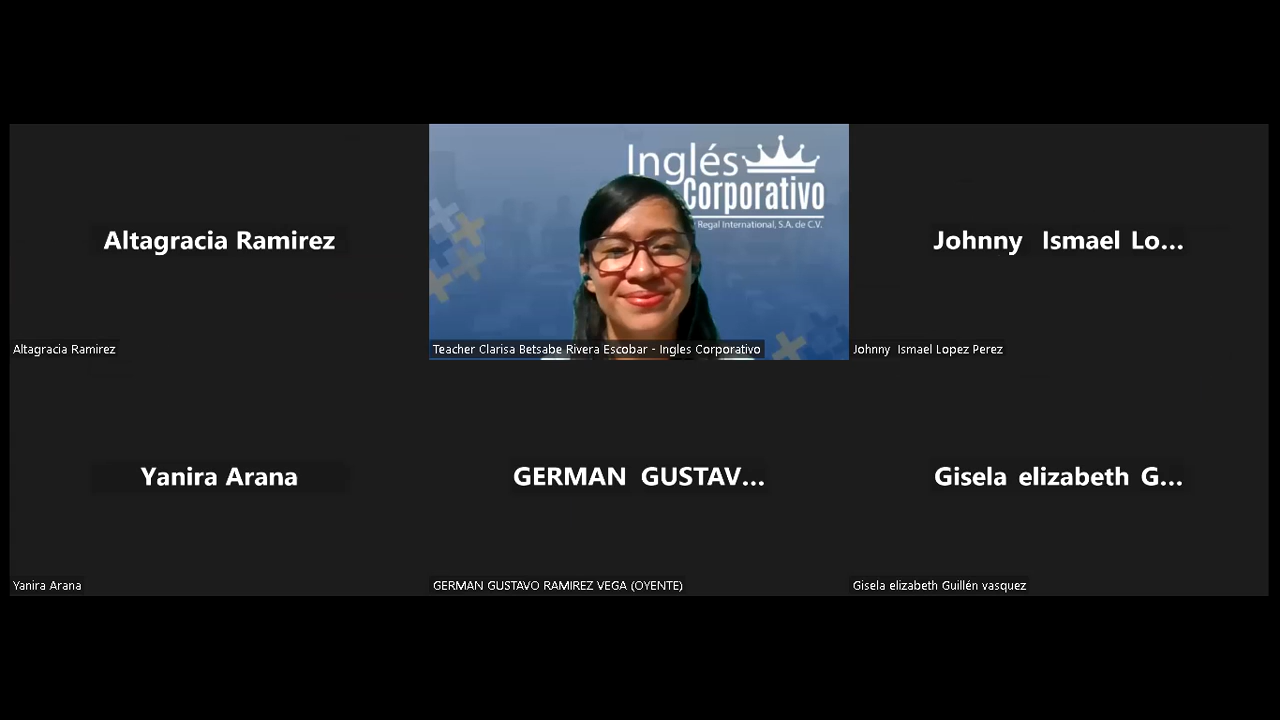 Altagracia Ramirez
Altagracia Ramirez
Inglés
Corporativo
Regal International, S.A. de C.V.
Teacher Clarisa Betsabe Rivera Escobar - Ingles Corporativo
Johnny Ismael Lo...
Johnny Ismael Lopez Perez
Yanira Arana
Yanira Arana
GERMAN GUSTAV...
GERMAN GUSTAVO RAMIREZ VEGA (OYENTE)
Gisela elizabeth G...
Gisela elizabeth Guillén vasquez